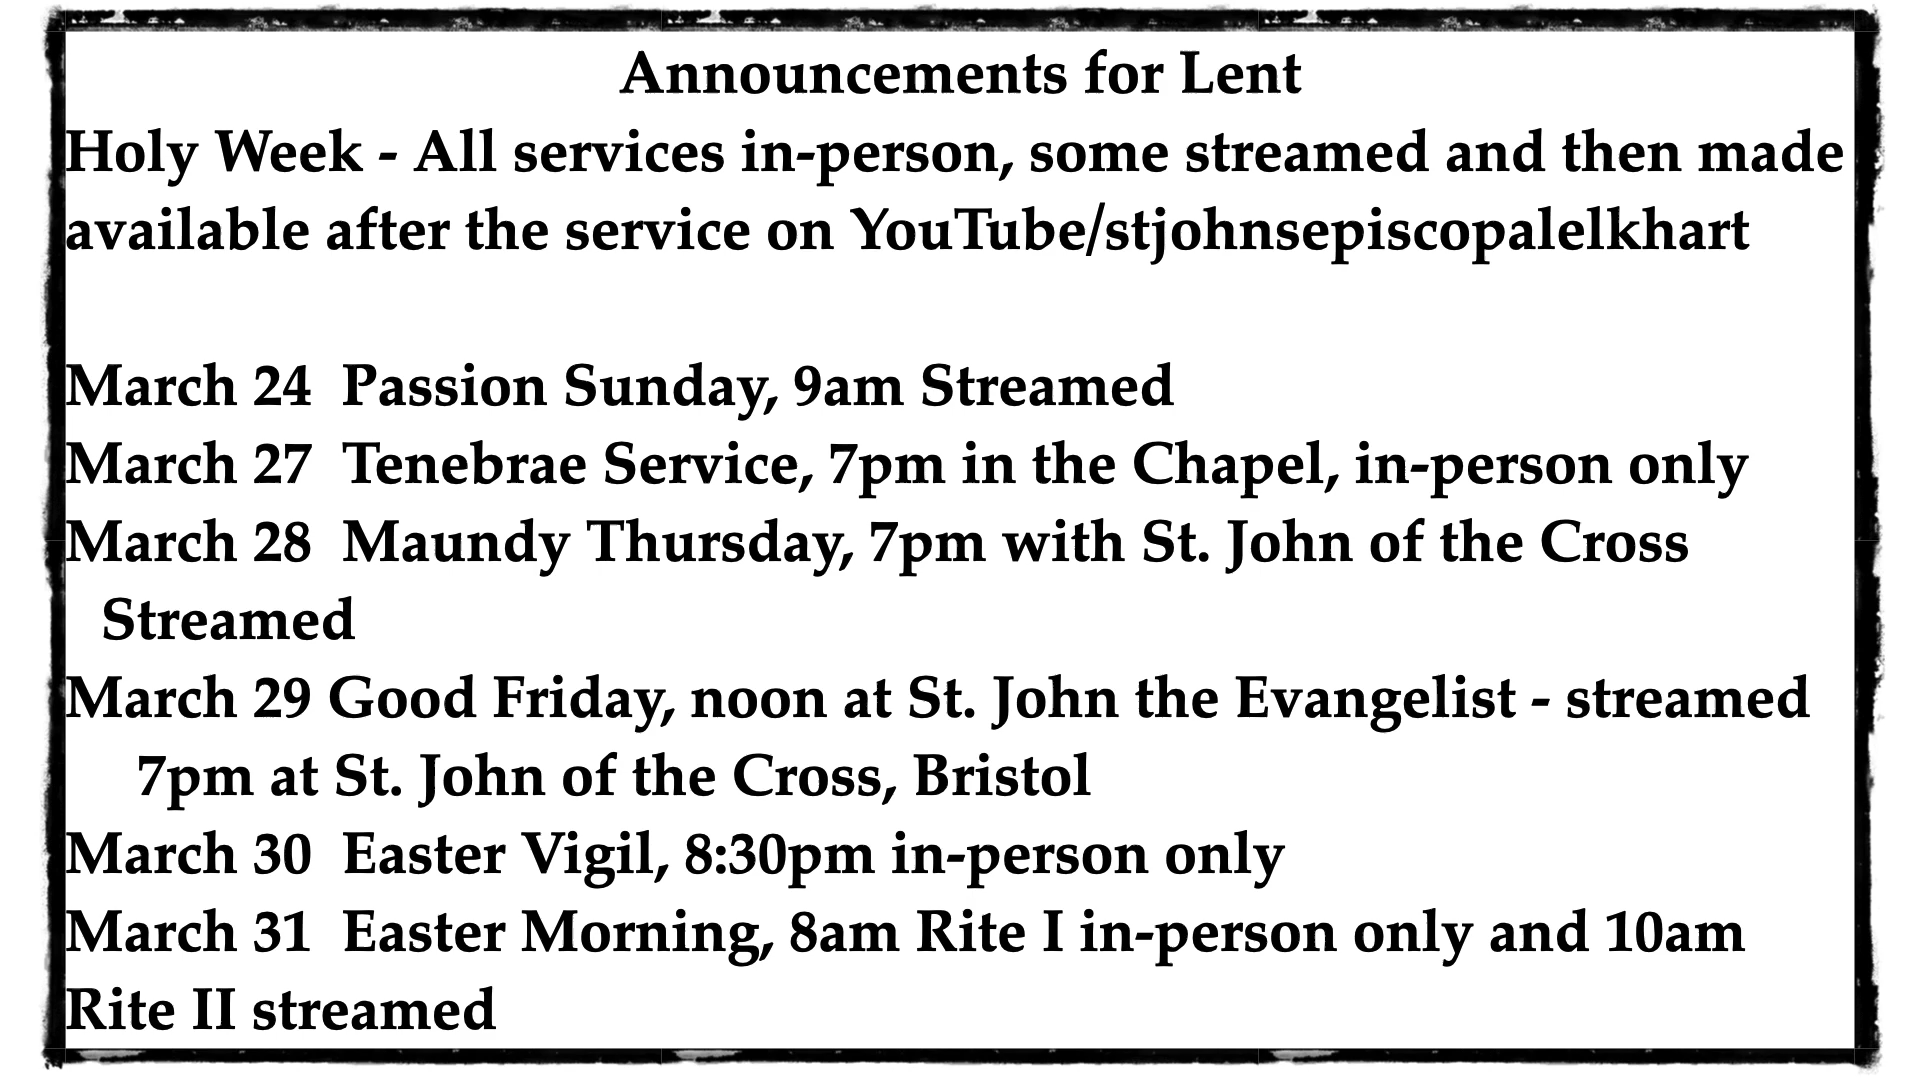 Announcements for Lent
Holy Week - All services in-person, some streamed and then made
available after the service on YouTube/stjohnsepiscopalelkhart
March 24  Passion Sunday, 9am Streamed
March 27  Tenebrae Service, 7pm in the Chapel, in-person only
March 28  Maundy Thursday, 7pm with St. John of the Cross
Streamed
March 29 Good Friday, noon at St. John the Evangelist - streamed
7pm at St. John of the Cross, Bristol
March 30  Easter Vigil, 8:30pm in-person only
March 31  Easter Morning, 8am Rite I in-person only and 10am
Rite II streamed